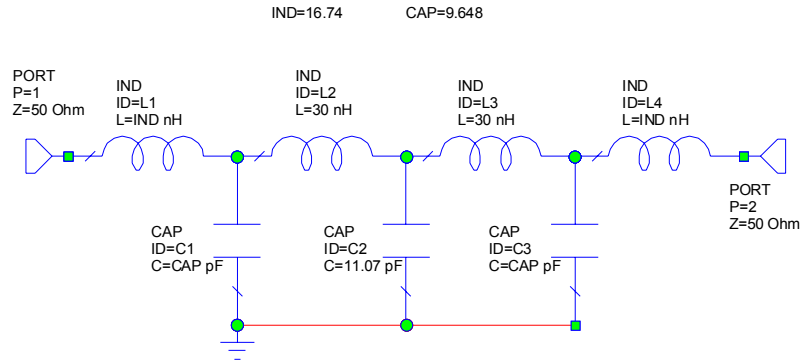 IND=16.74 CAP=9.648
PORT
P=1
Z=50 Ohm
IND
ID=L1
L=IND nH
IND
ID=L2
L=30 nH
IND
ID=L3
L=30 nH
IND
ID=L4
L=IND nH
PORT
P=2
Z=50 Ohm
CAP
ID=C1
C=CAP pF
CAP
ID=C2
C=11.07 pF
CAP
ID=C3
C=CAP pF